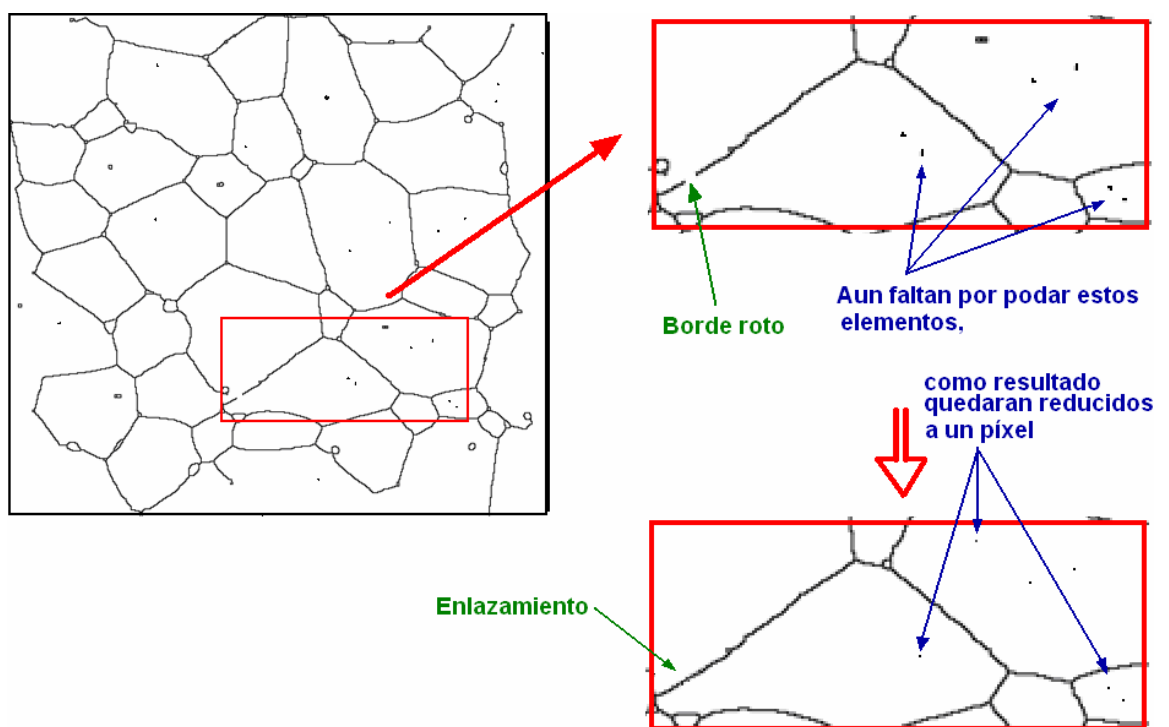 Borde roto
Aun faltan por podar estos
elementos,
como resultado
quedaran reducidos
a un píxel
Enlazamiento